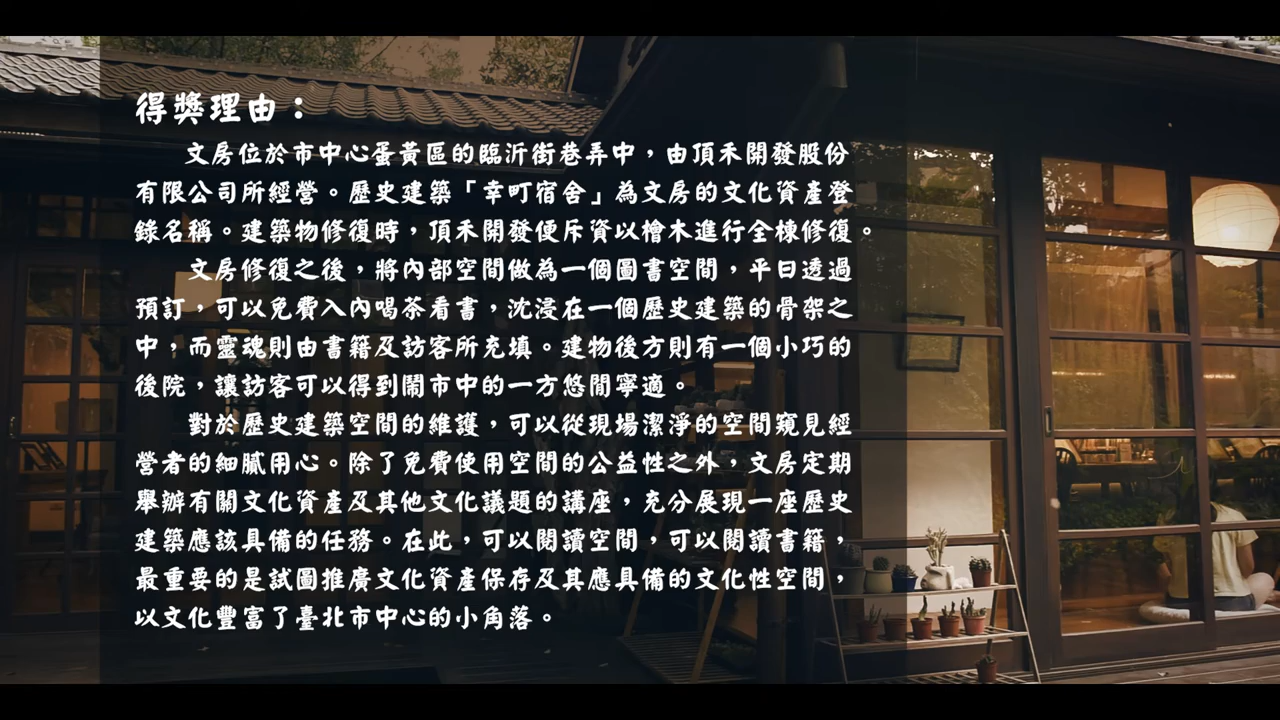 得獎理由：
文房位於市中心蛋黃區的臨沂街巷弄中，由頂禾開發股份
有限公司所經營。歷史建築「幸町宿舍」為文房的文化資產登
錄名稱。建築物修復時，頂禾開發便斥資以檜木進行全棟修復。
文房修復之後，將內部空間做為一個圖書空間，平日透過
預訂，可以免費入內喝茶看書，沈浸在一個歷史建築的骨架之
中，而靈魂則由書籍及訪客所充填。建物後方則有一個小巧的
後院，讓訪客可以得到鬧市中的一方悠閒寧適。
對於歷史建築空間的維護，可以從現場潔淨的空間窺見經
營者的細膩用心。除了免費使用空間的公益性之外，文房定期
舉辦有關文化資產及其他文化議題的講座，充分展現一座歷史
建築應該具備的任務。在此，可以閱讀空間，可以閱讀書籍，
最重要的是試圖推廣文化資產保存及其應具備的文化性空間，
以文化豐富了臺北市中心的小角落。